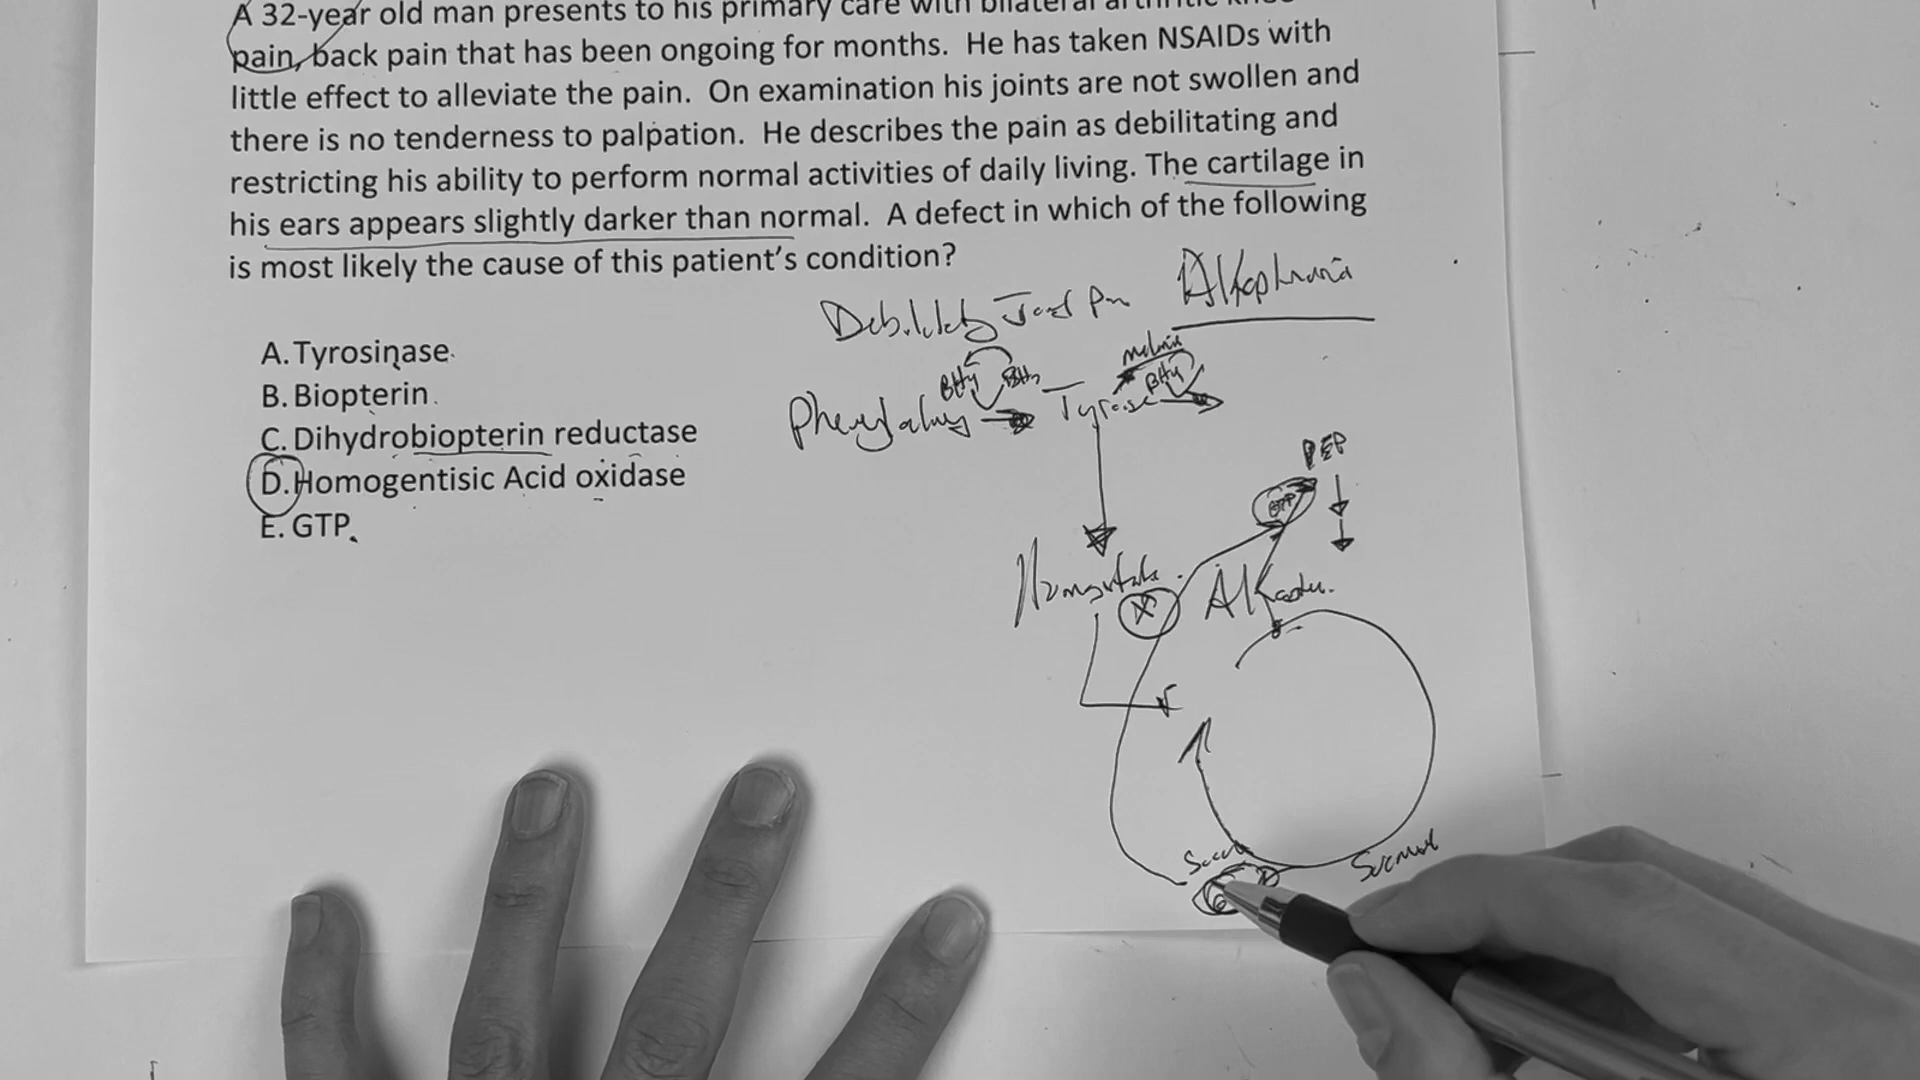 A 32-year old man presents to his primary care with bilateral arthritic knee
pain, back pain that has been ongoing for months. He has taken NSAIDs with
little effect to alleviate the pain. On examination his joints are not swollen and
there is no tenderness to palpation. He describes the pain as debilitating and
restricting his ability to perform normal activities of daily living. The cartilage in
his ears appears slightly darker than normal. A defect in which of the following
is most likely the cause of this patient's condition?
A. Tyrosinase
B. Biopterin
C. Dihydrobiopterin reductase
D. Homogentisic Acid oxidase
E. GTP
BH4
BH4
PEP
GTP